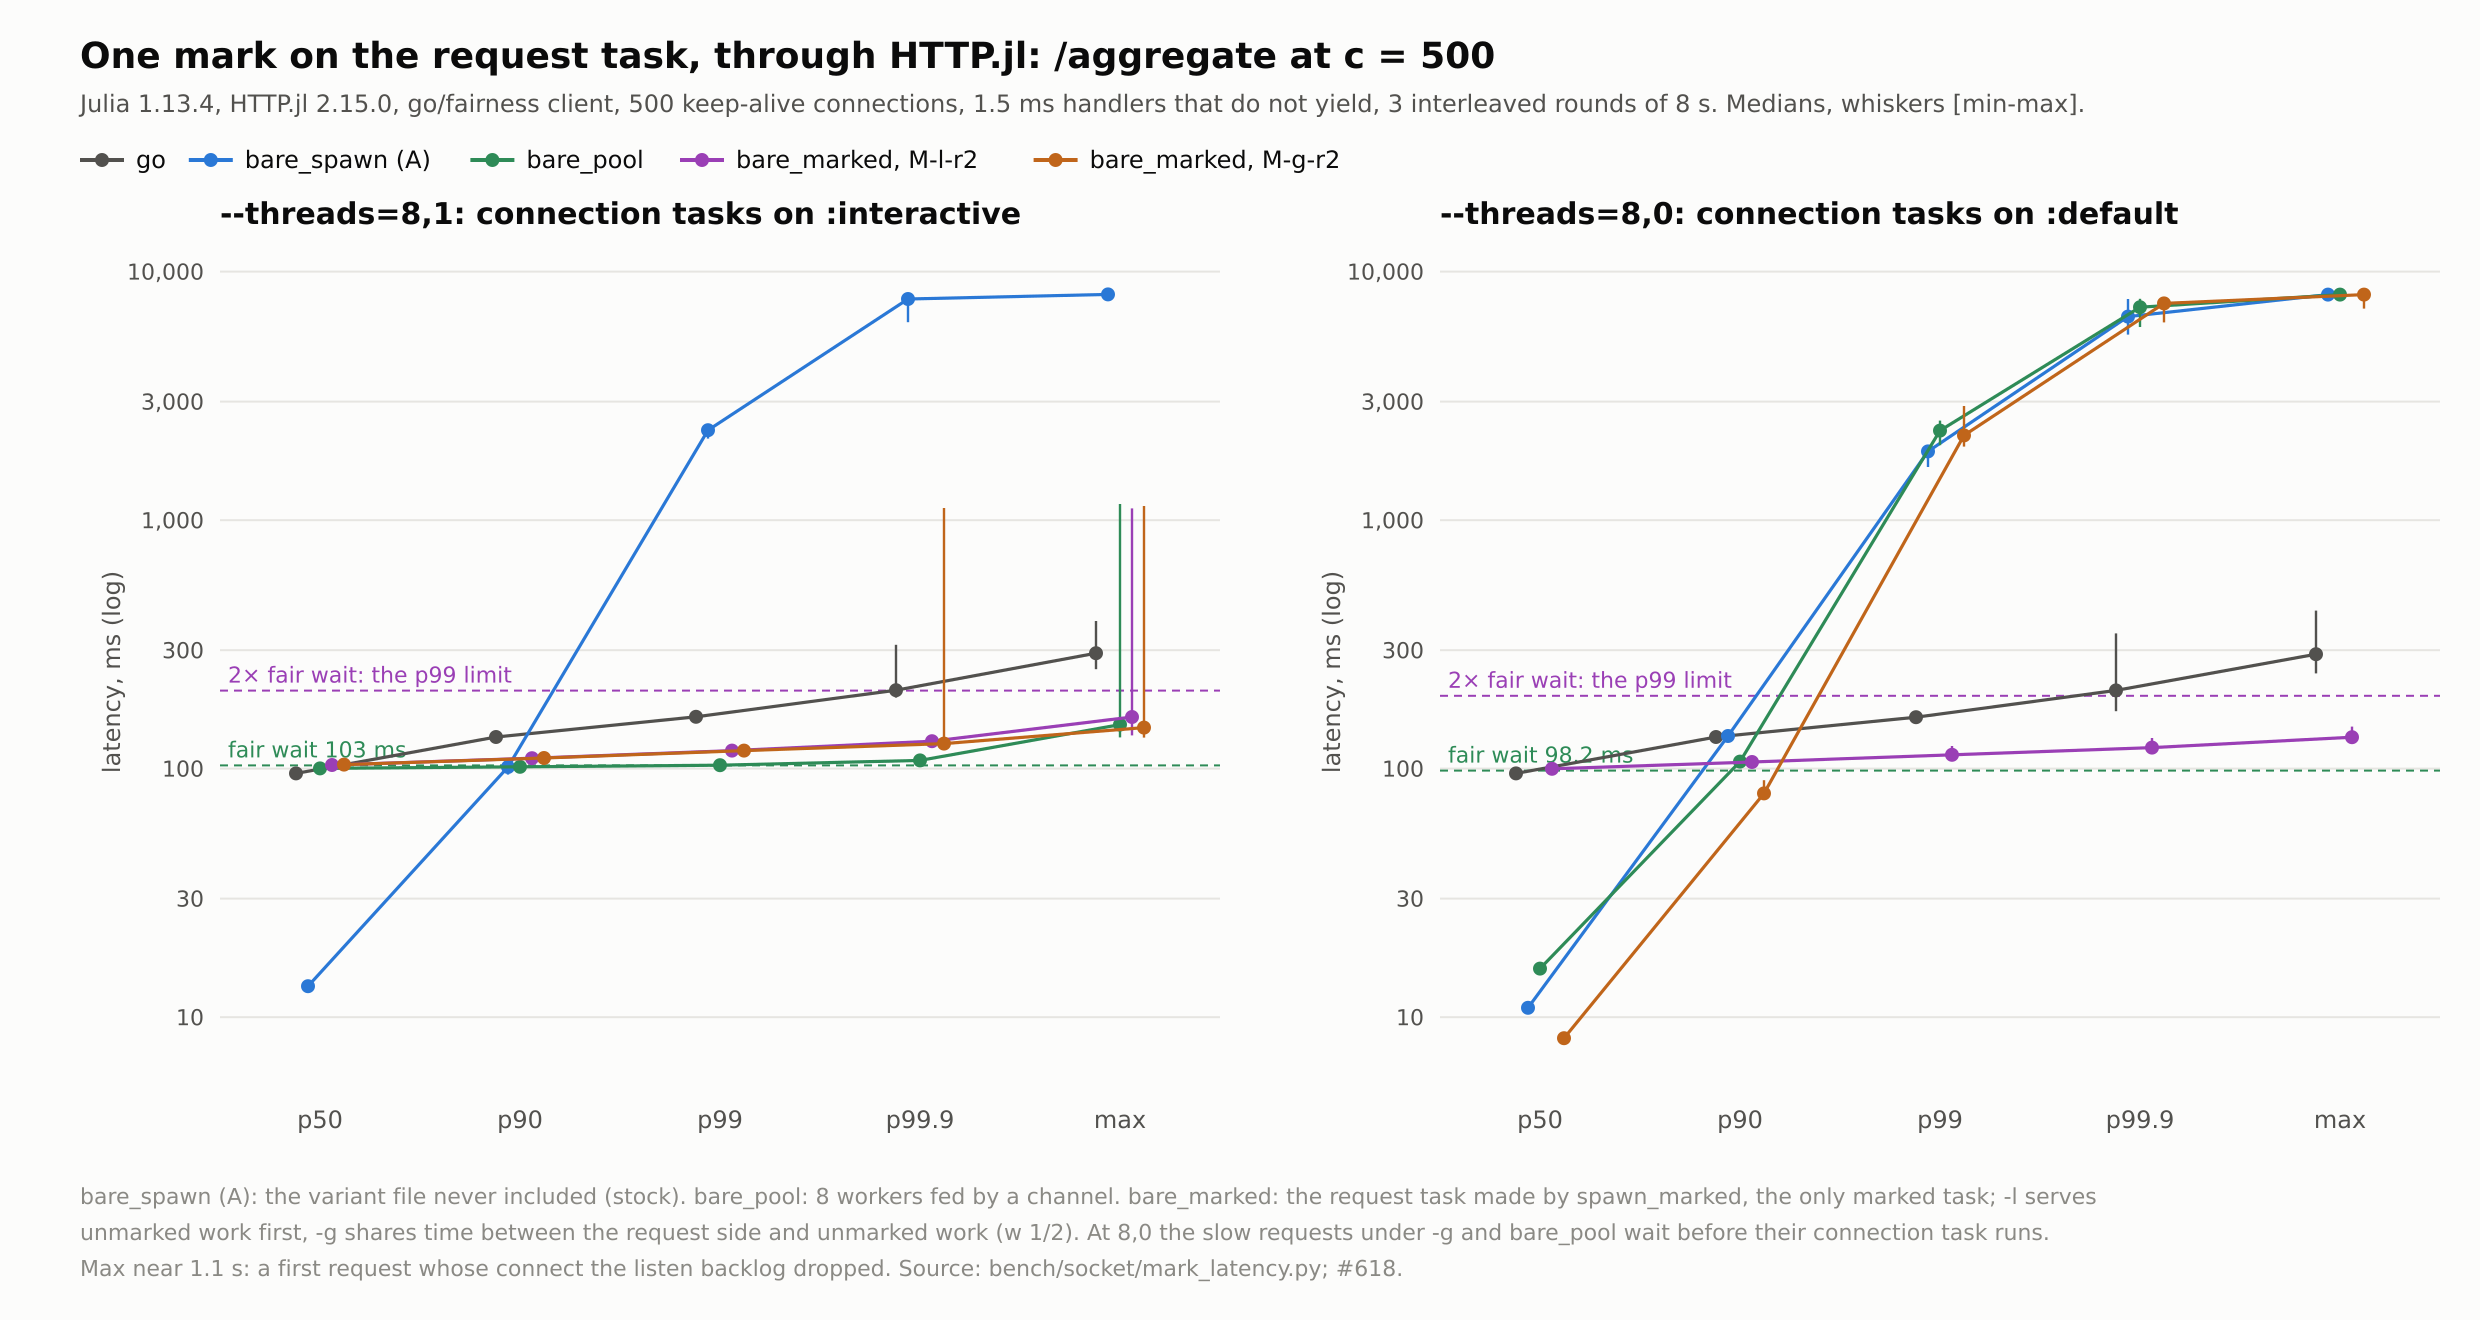 One mark on the request task, through HTTP.jl: /aggregate at c = 500
Julia 1.13.4, HTTP.jl 2.15.0, go/fairness client, 500 keep-alive connections, 1.5 ms handlers that do not yield, 3 interleaved rounds of 8 s. Medians, whiskers [min-max].
go bare_spawn (A) bare_pool bare_marked, M-l-r2 bare_marked, M-g-r2
--threads=8,1: connection tasks on :interactive
latency, ms (log)
10,000
3,000
1,000
300
100
30
10
2× fair wait: the p99 limit
fair wait 103 ms
p50 p90 p99 p99.9 max
--threads=8,0: connection tasks on :default
latency, ms (log)
10,000
3,000
1,000
300
100
30
10
2× fair wait: the p99 limit
fair wait 98.2 ms
p50 p90 p99 p99.9 max
bare_spawn (A): the variant file never included (stock). bare_pool: 8 workers fed by a channel. bare_marked: the request task made by spawn_marked, the only marked task; -l serves
unmarked work first, -g shares time between the request side and unmarked work (w 1/2). At 8,0 the slow requests under -g and bare_pool wait before their connection task runs.
Max near 1.1 s: a first request whose connect the listen backlog dropped. Source: bench/socket/mark_latency.py; #618.